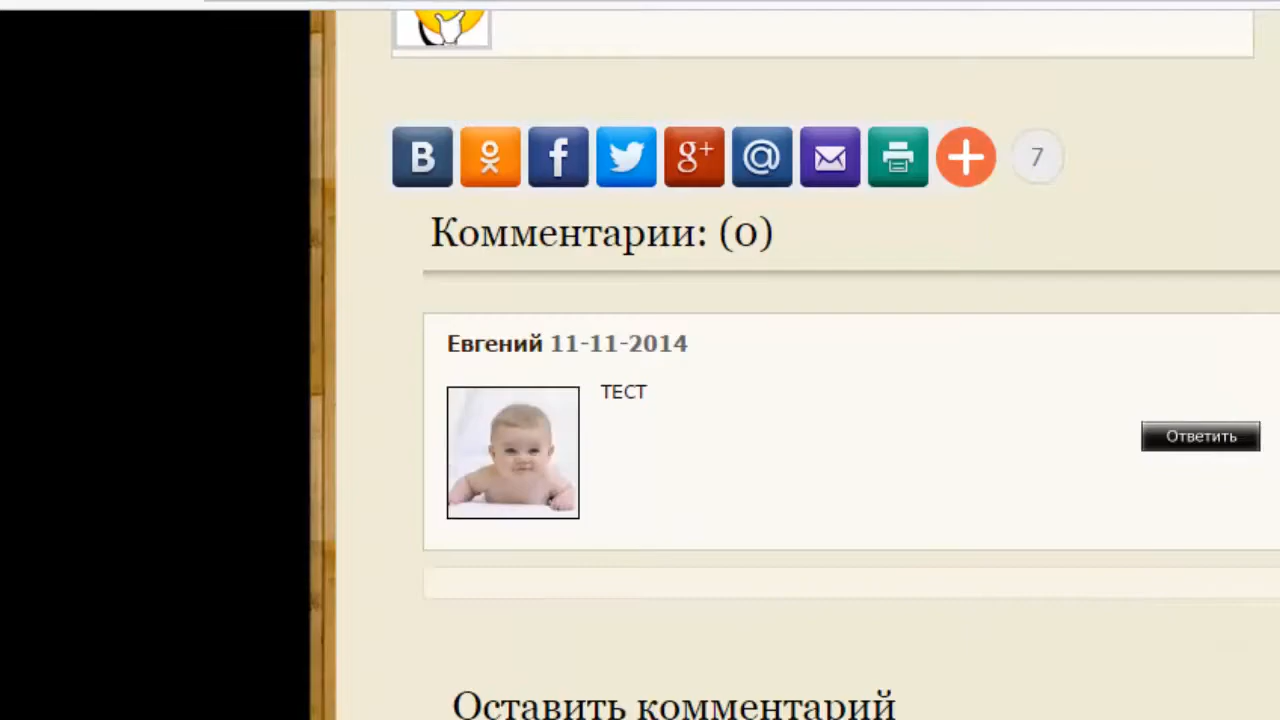 B f g+ @ 7
Комментарии: (0)
Евгений 11-11-2014
ТЕСТ
Ответить
Оставить комментарий